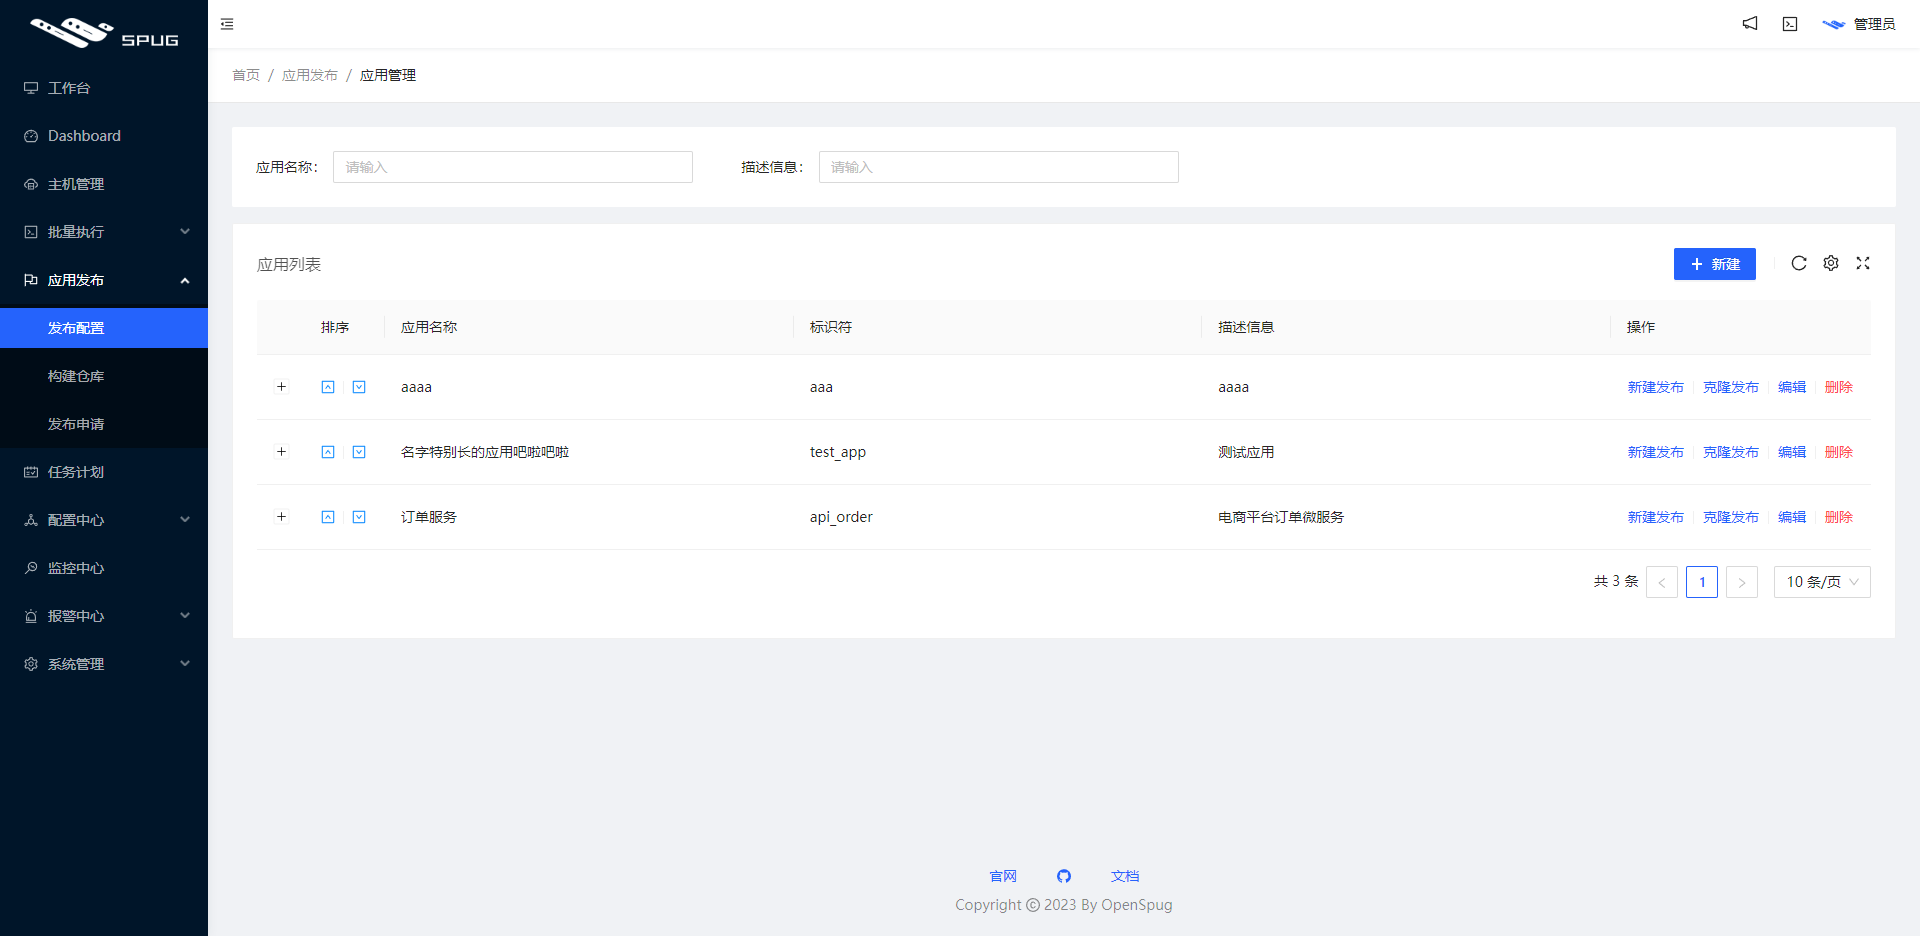 SPUG
工作台
Dashboard
主机管理
批量执行
应用发布
发布配置
构建仓库
发布申请
任务计划
配置中心
监控中心
报警中心
系统管理
管理员
首页 / 应用发布 / 应用管理
应用名称： 请输入 描述信息： 请输入
应用列表 + 新建
排序 应用名称 标识符 描述信息 操作
aaaa aaa aaaa 新建发布 克隆发布 编辑 删除
名字特别长的应用吧啦吧啦 test_app 测试应用 新建发布 克隆发布 编辑 删除
订单服务 api_order 电商平台订单微服务 新建发布 克隆发布 编辑 删除
共 3 条 < 1 > 10 条/页
官网 文档
Copyright © 2023 By OpenSpug